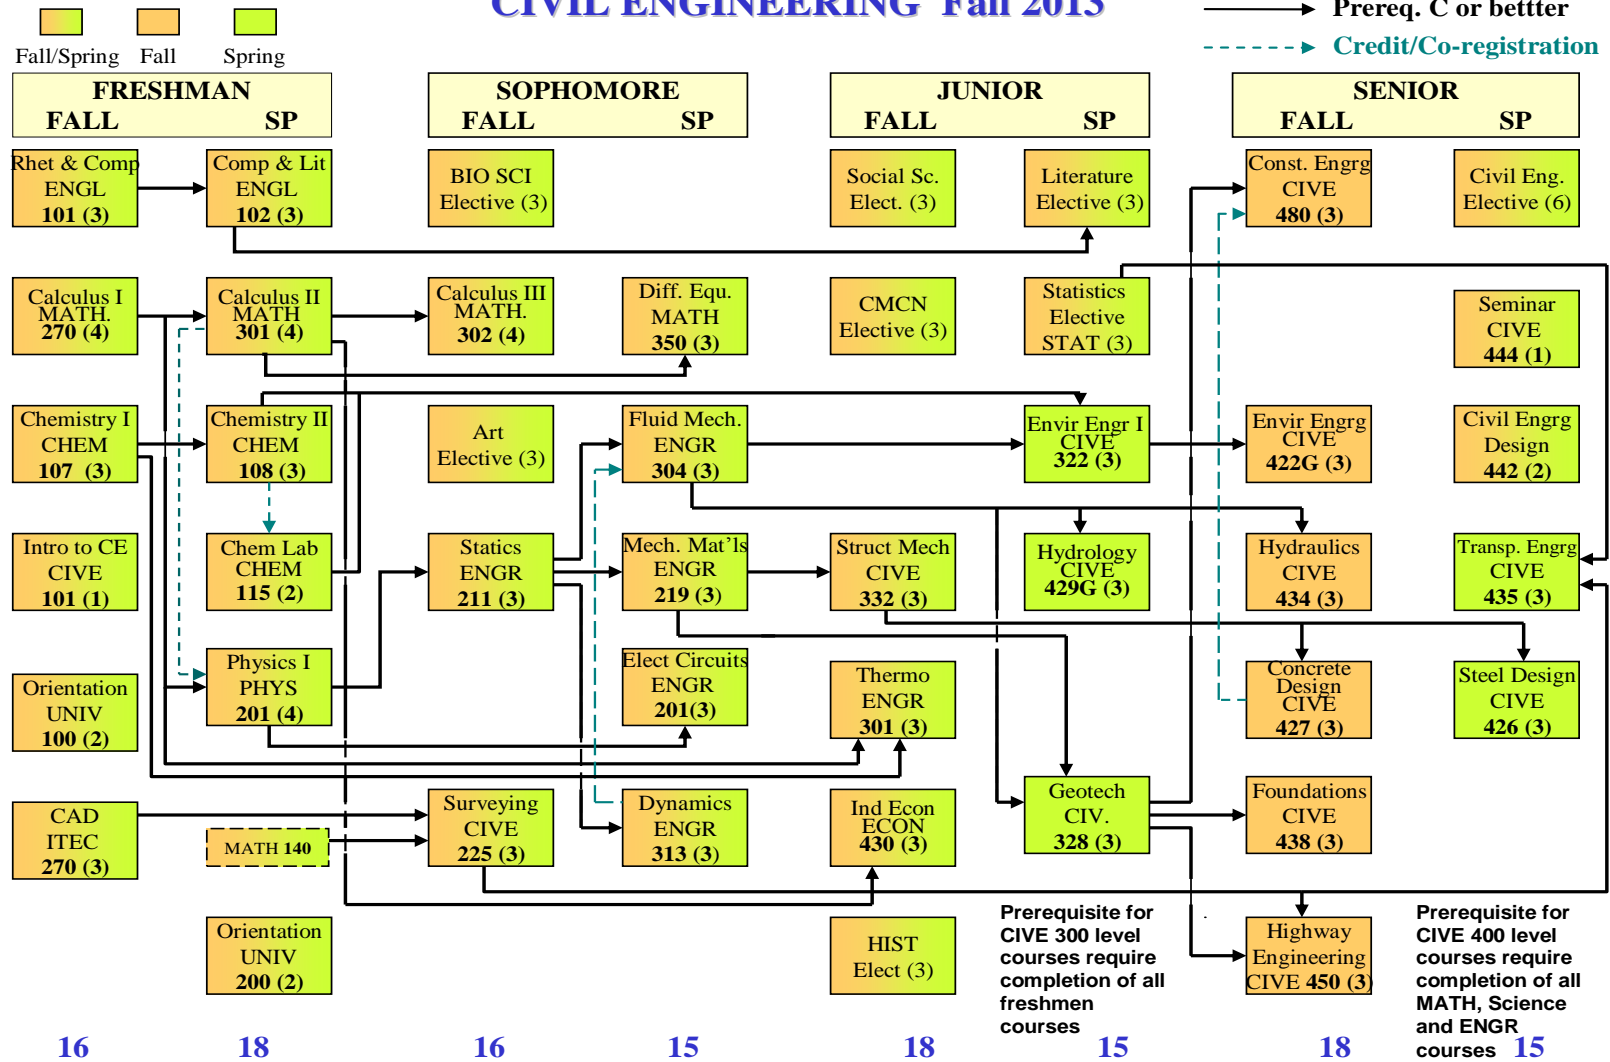 CIVIL ENGINEERING Fall 2013
Prereq. C or bettter
Credit/Co-registration
Fall/Spring
Fall
Spring
FRESHMAN
FALL SP
SOPHOMORE
FALL SP
JUNIOR
FALL SP
SENIOR
FALL SP
Rhet & Comp
ENGL
101 (3)
Comp & Lit
ENGL
102 (3)
BIO SCI
Elective (3)
Social Sc.
Elect. (3)
Literature
Elective (3)
Const. Engrg
CIVE
480 (3)
Civil Eng.
Elective (6)
Calculus I
MATH.
270 (4)
Calculus II
MATH
301 (4)
Calculus III
MATH.
302 (4)
Diff. Equ.
MATH
350 (3)
CMCN
Elective (3)
Statistics
Elective
STAT (3)
Seminar
CIVE
444 (1)
Chemistry I
CHEM
107 (3)
Chemistry II
CHEM
108 (3)
Art
Elective (3)
Fluid Mech.
ENGR
304 (3)
Envir Engr I
CIVE
322 (3)
Envir Engrg
CIVE
422G (3)
Civil Engrg
Design
442 (2)
Intro to CE
CIVE
101 (1)
Chem Lab
CHEM
115 (2)
Statics
ENGR
211 (3)
Mech. Mat'ls
ENGR
219 (3)
Struct Mech
CIVE
332 (3)
Hydrology
CIVE
429G (3)
Hydraulics
CIVE
434 (3)
Transp. Engrg
CIVE
435 (3)
Orientation
UNIV
100 (2)
Physics I
PHYS
201 (4)
Elect Circuits
ENGR
201(3)
Thermo
ENGR
301 (3)
Concrete
Design
CIVE
427 (3)
Steel Design
CIVE
426 (3)
CAD
ITEC
270 (3)
MATH 140
Surveying
CIVE
225 (3)
Dynamics
ENGR
313 (3)
Ind Econ
ECON
430 (3)
Geotech
CIV.
328 (3)
Foundations
CIVE
438 (3)
Orientation
UNIV
200 (2)
HIST
Elect (3)
Prerequisite for
CIVE 300 level
courses require
completion of all
freshmen
courses
Highway
Engineering
CIVE 450 (3)
Prerequisite for
CIVE 400 level
courses require
completion of all
MATH, Science
and ENGR
courses
16 18 16 15 18 15 18 15